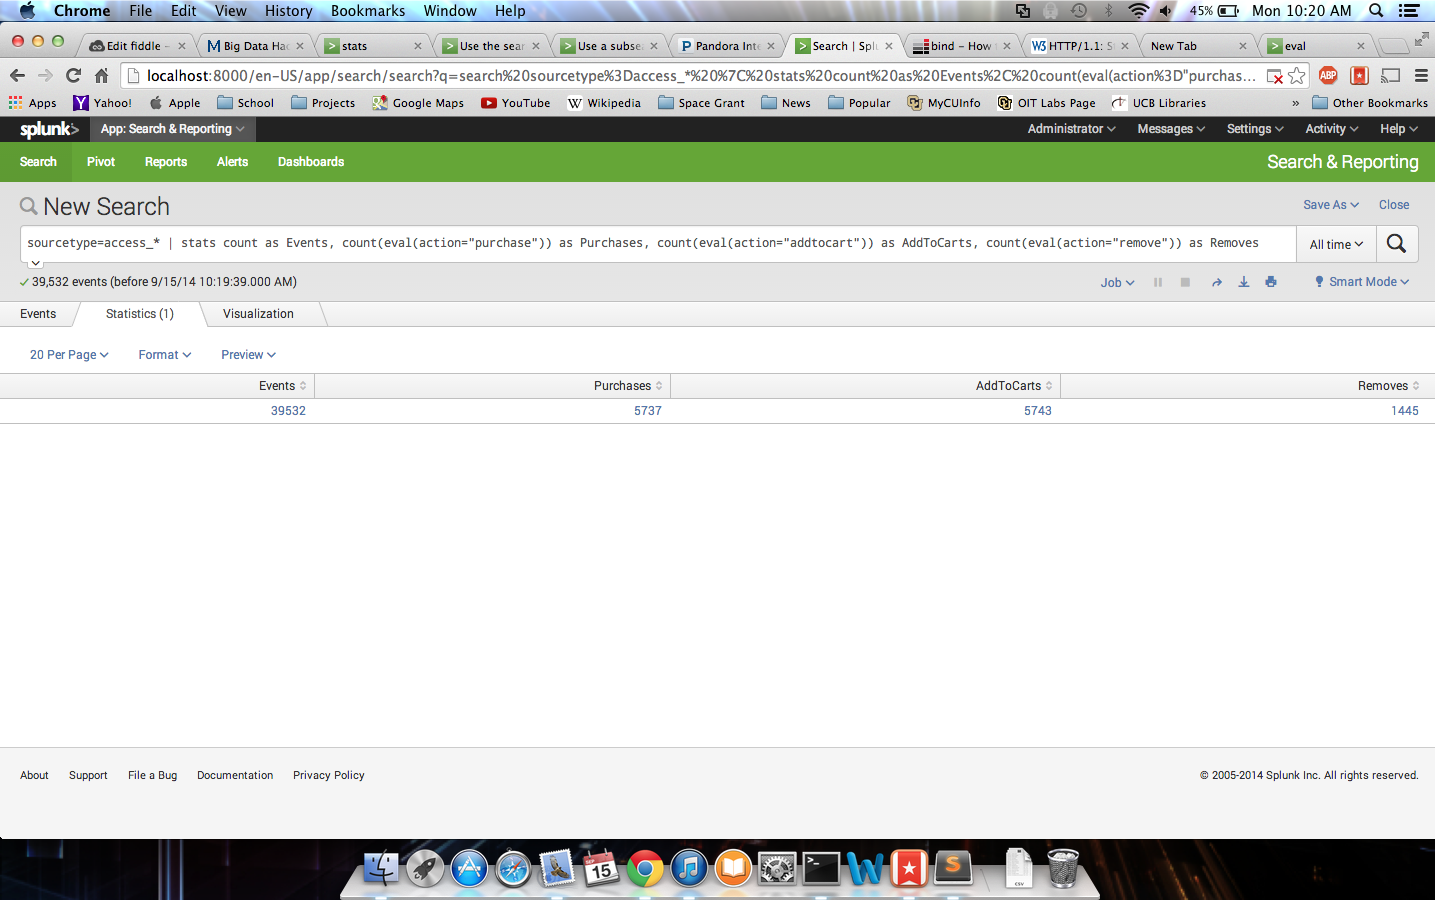 Chrome File Edit View History Bookmarks Window Help 45% Mon 10:20 AM
Edit fiddle - Big Data Hac stats Use the sear Use a subse Pandora Inte Search | Splu bind - How HTTP/1.1: S New Tab eval
localhost:8000/en-US/app/search/search?q=search%20sourcetype%3Daccess_*%20%7C%20stats%20count%20as%20Events%2C%20count(eval(action%3D"purchas...
Apps Yahoo! Apple School Projects Google Maps YouTube Wikipedia Space Grant News Popular MyCUInfo OIT Labs Page UCB Libraries » Other Bookmarks
splunk> App: Search & Reporting Administrator Messages Settings Activity Help
Search Pivot Reports Alerts Dashboards Search & Reporting
New Search Save As Close
sourcetype=access_* | stats count as Events, count(eval(action="purchase")) as Purchases, count(eval(action="addtocart")) as AddToCarts, count(eval(action="remove")) as Removes All time
39,532 events (before 9/15/14 10:19:39.000 AM) Job Smart Mode
Events Statistics (1) Visualization
20 Per Page Format Preview
Events Purchases AddToCarts Removes
39532 5737 5743 1445
About Support File a Bug Documentation Privacy Policy © 2005-2014 Splunk Inc. All rights reserved.
SEP 15
CSV